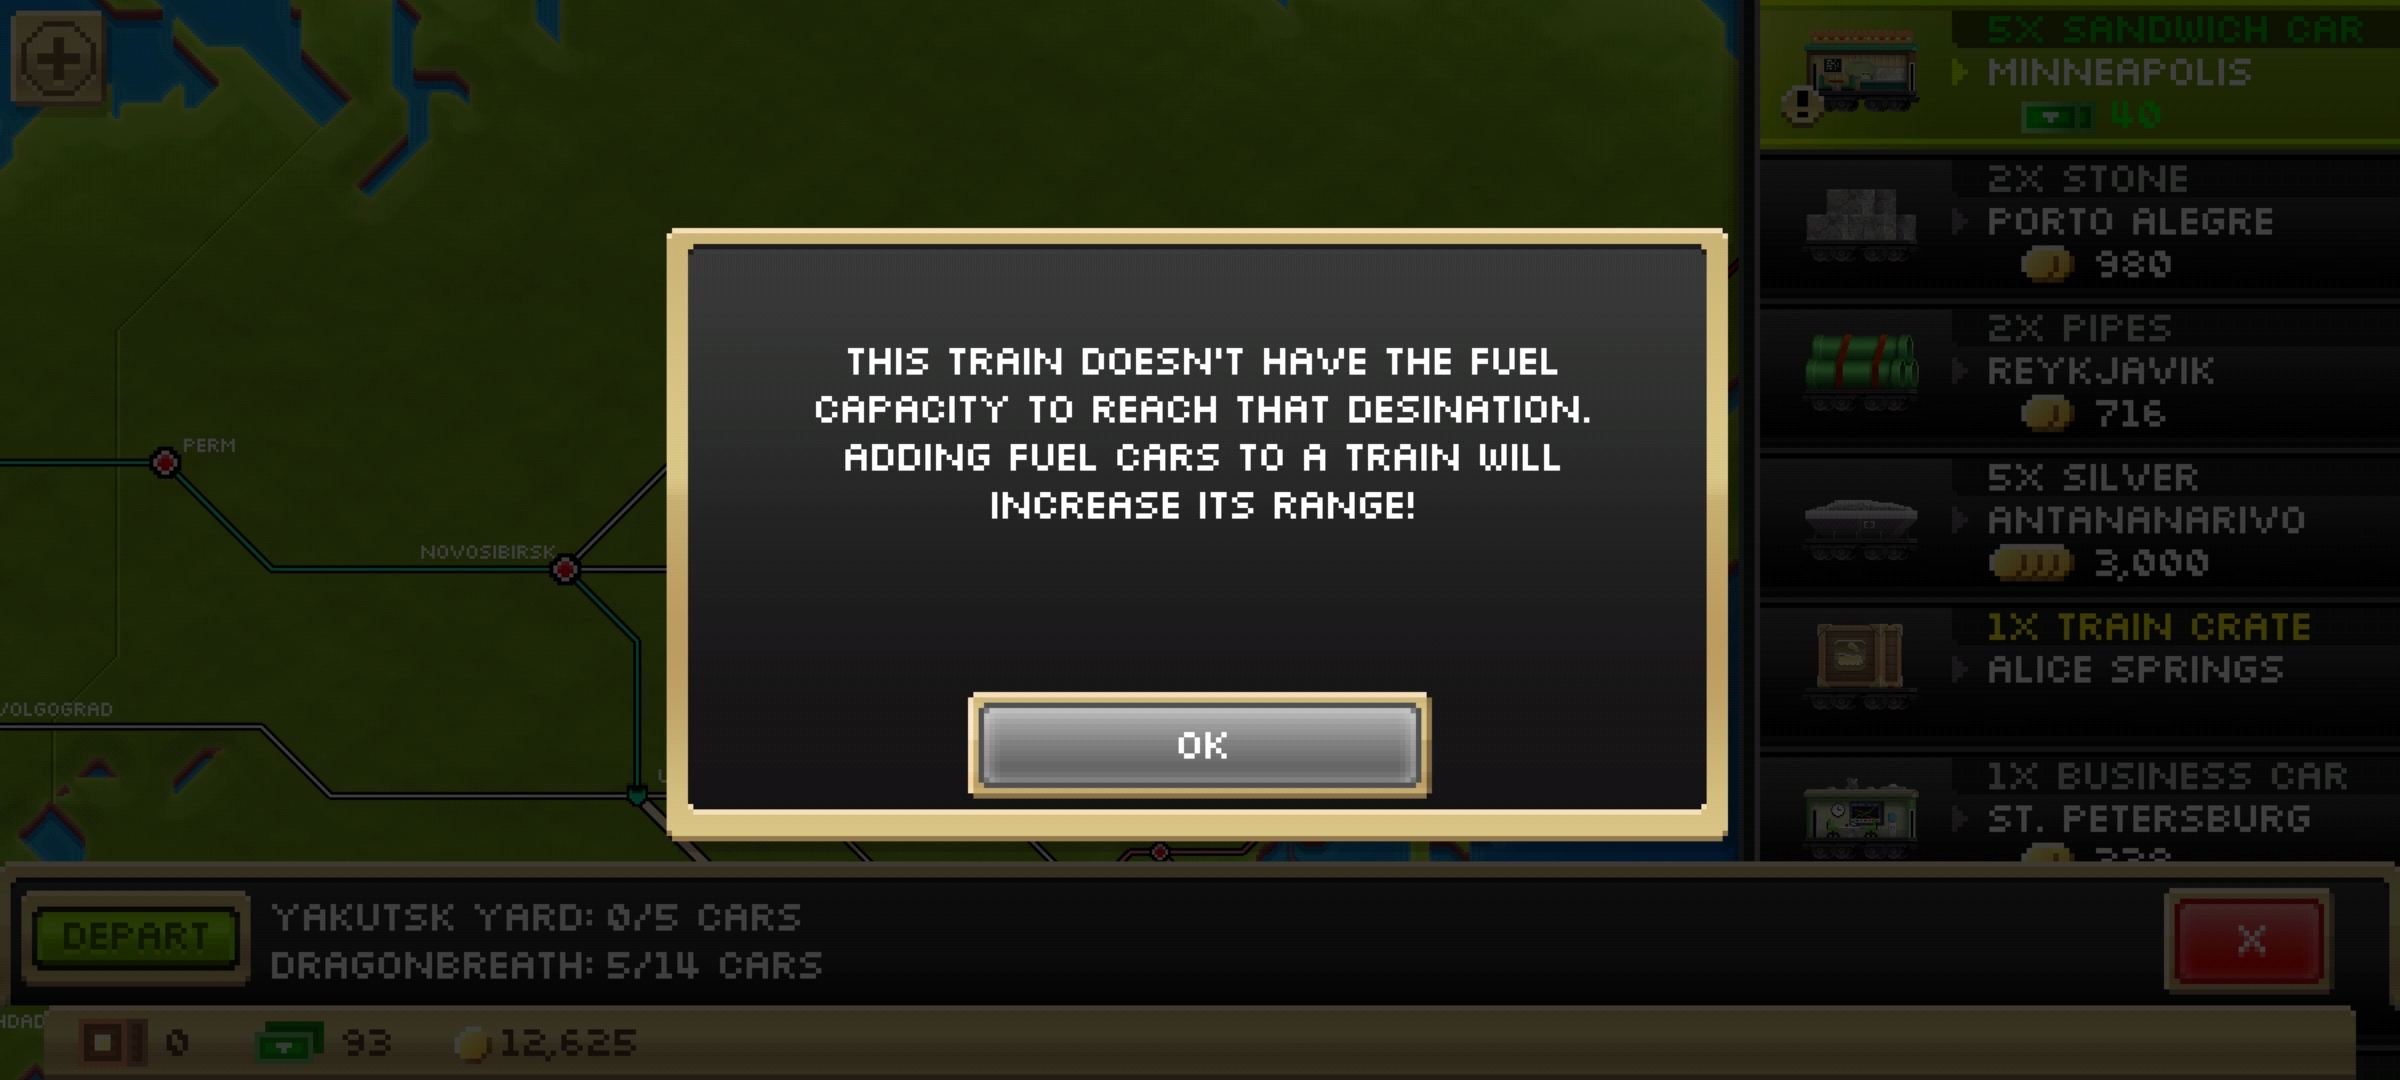 5X SANDWICH CAR
MINNEAPOLIS
40
2X STONE
PORTO ALEGRE
980
2X PIPES
REYKJAVIK
716
5X SILVER
ANTANANARIVO
3,000
1X TRAIN CRATE
ALICE SPRINGS
1X BUSINESS CAR
ST. PETERSBURG
PERM
NOVOSIBIRSK
VOLGOGRAD
THIS TRAIN DOESN'T HAVE THE FUEL
CAPACITY TO REACH THAT DESINATION.
ADDING FUEL CARS TO A TRAIN WILL
INCREASE ITS RANGE!
OK
DEPART
YAKUTSK YARD: 0/5 CARS
DRAGONBREATH: 5/14 CARS
X
0
93
12,625